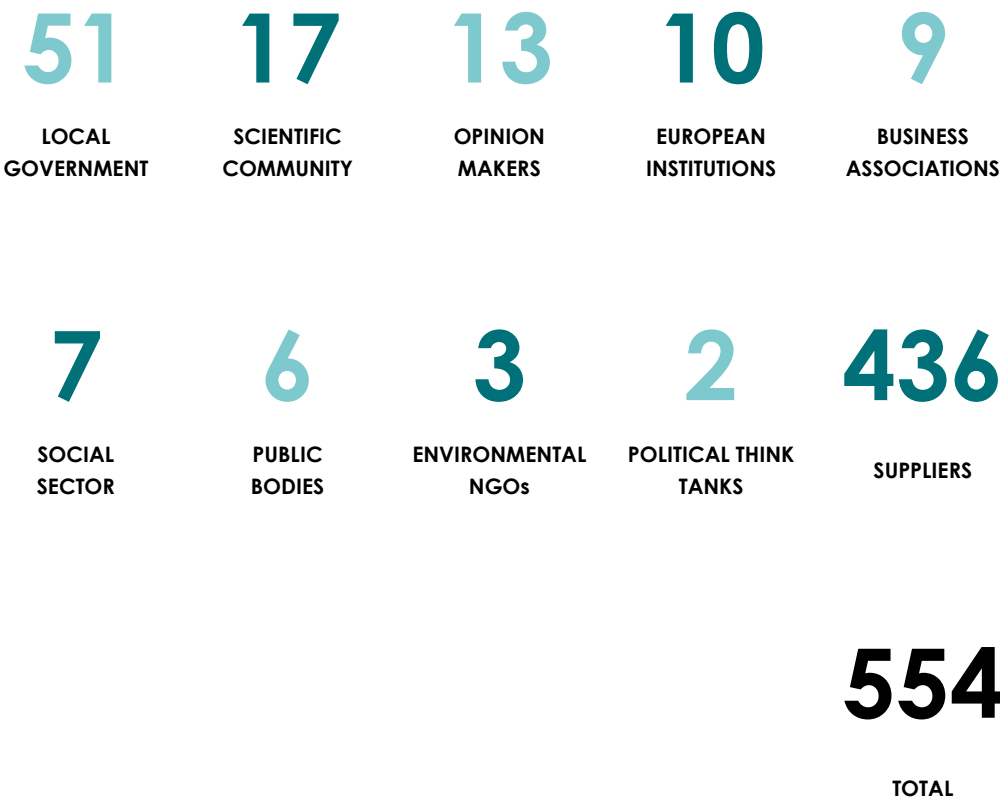 51 17 13 10 9
LOCAL SCIENTIFIC OPINION EUROPEAN BUSINESS
GOVERNMENT COMMUNITY MAKERS INSTITUTIONS ASSOCIATIONS
7 6 3 2 436
SOCIAL PUBLIC ENVIRONMENTAL POLITICAL THINK SUPPLIERS
SECTOR BODIES NGOs TANKS
554
TOTAL